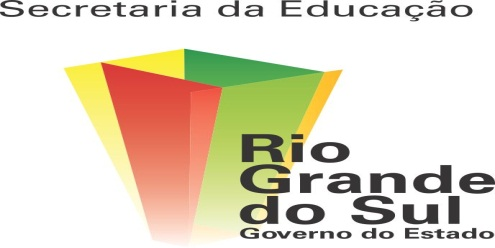 Secretaria da Educação
Rio
Grande
do Sul
Governo do Estado